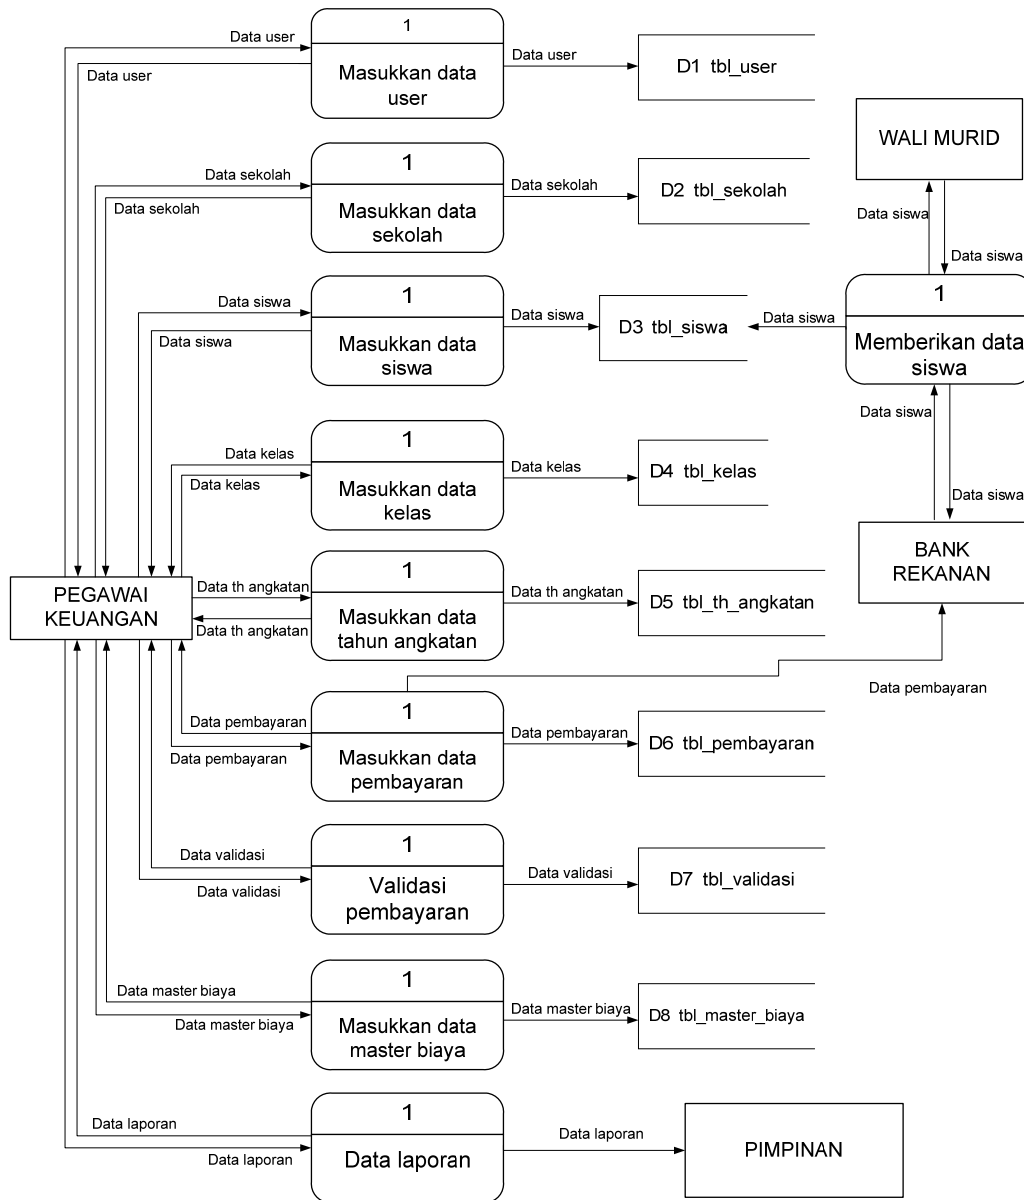 1
Data user
Data user
Masukkan data
user
Data user
D1 tbl_user
WALI MURID
1
Data sekolah
Data sekolah
Masukkan data
sekolah
Data sekolah
D2 tbl_sekolah
Data siswa
Data siswa
1
Data siswa
Data siswa
Masukkan data
siswa
Data siswa
D3 tbl_siswa
Data siswa
1
Memberikan data
siswa
Data siswa
Data siswa
1
Data kelas
Data kelas
Masukkan data
kelas
Data kelas
D4 tbl_kelas
BANK
REKANAN
PEGAWAI
KEUANGAN
1
Data th angkatan
Data th angkatan
Masukkan data
tahun angkatan
Data th angkatan
D5 tbl_th_angkatan
Data pembayaran
1
Data pembayaran
Data pembayaran
Masukkan data
pembayaran
Data pembayaran
D6 tbl_pembayaran
1
Data validasi
Data validasi
Validasi
pembayaran
Data validasi
D7 tbl_validasi
1
Data master biaya
Data master biaya
Masukkan data
master biaya
Data master biaya
D8 tbl_master_biaya
1
Data laporan
Data laporan
Data laporan
Data laporan
PIMPINAN